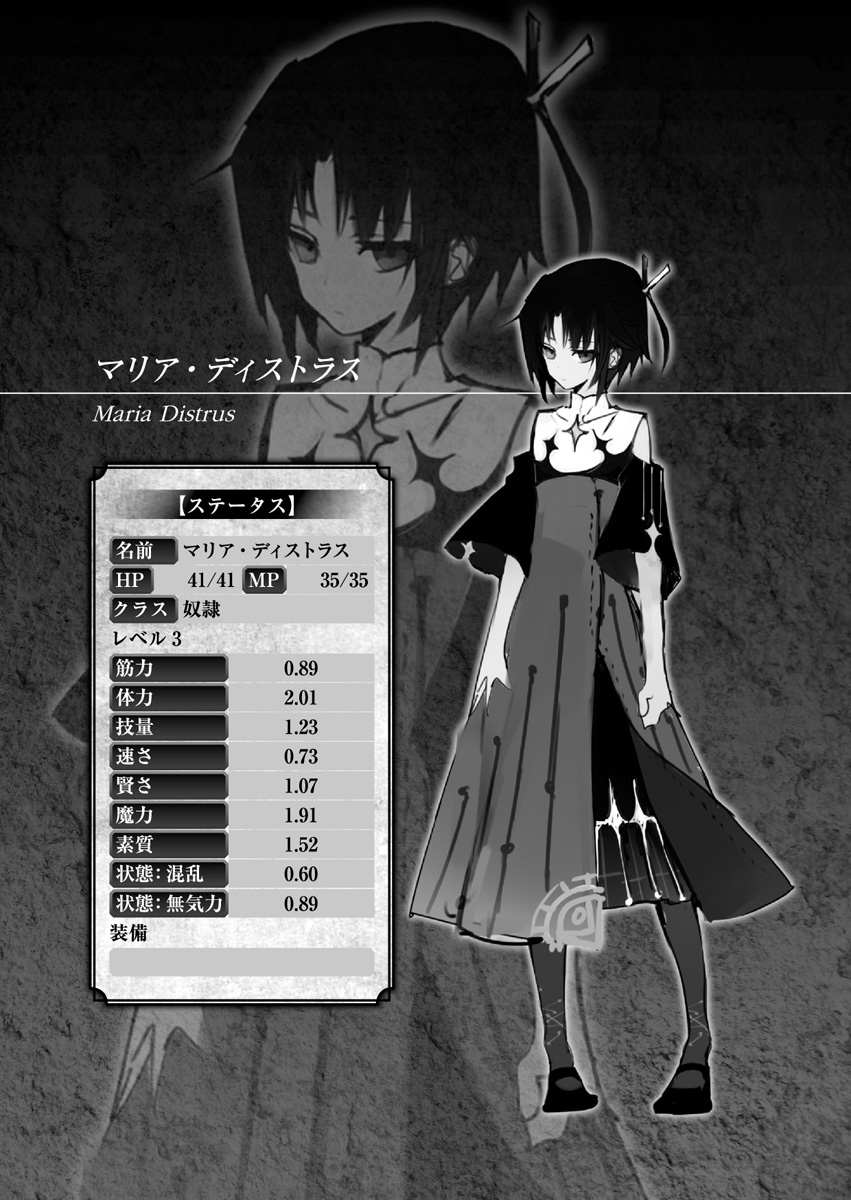 マリア・ディストラス
Maria Distrus
【ステータス】
名前 マリア・ディストラス
HP 41/41 MP 35/35
クラス 奴隷
レベル 3
筋力 0.89
体力 2.01
技量 1.23
速さ 0.73
賢さ 1.07
魔力 1.91
素質 1.52
状態：混乱 0.60
状態：無気力 0.89
装備